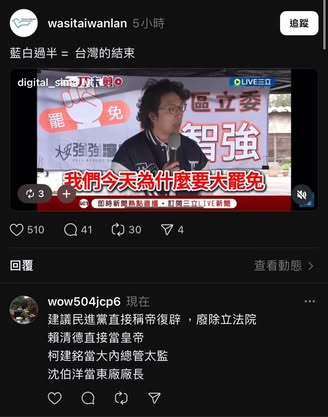 wasitaiwanlan 5小時
追蹤
藍白過半 = 台灣的結束
LIVE三立
罷 免
區立委
智強
3
我們今天為什麼要大罷免
即時新聞熱點直播・訂閱三立LIVE新聞
510 41 30 4
回覆
查看動態
wow504jcp6 現在
建議民進黨直接稱帝復辟 ，廢除立法院
賴清德直接當皇帝
柯建銘當大內總管太監
沈伯洋當東廠廠長